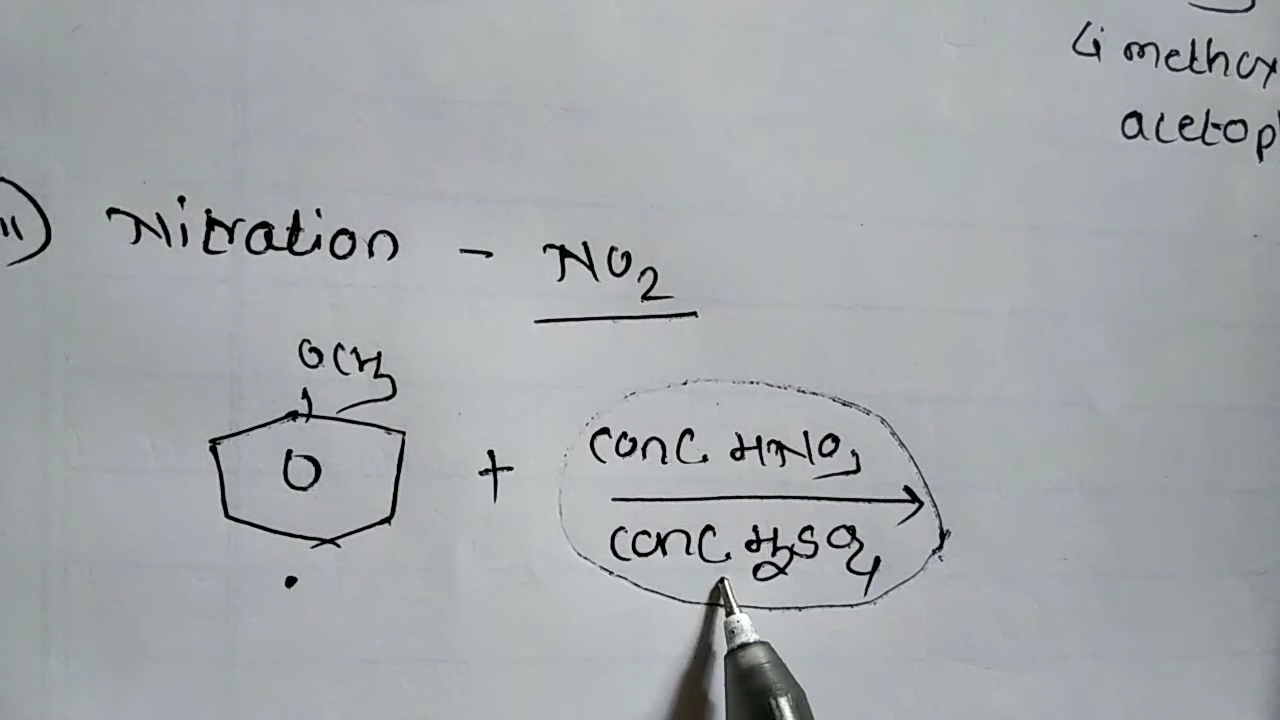 4 methox
acetop
ii) Nitration - NO2
OCH3
+ conc HNO3
conc H2SO4